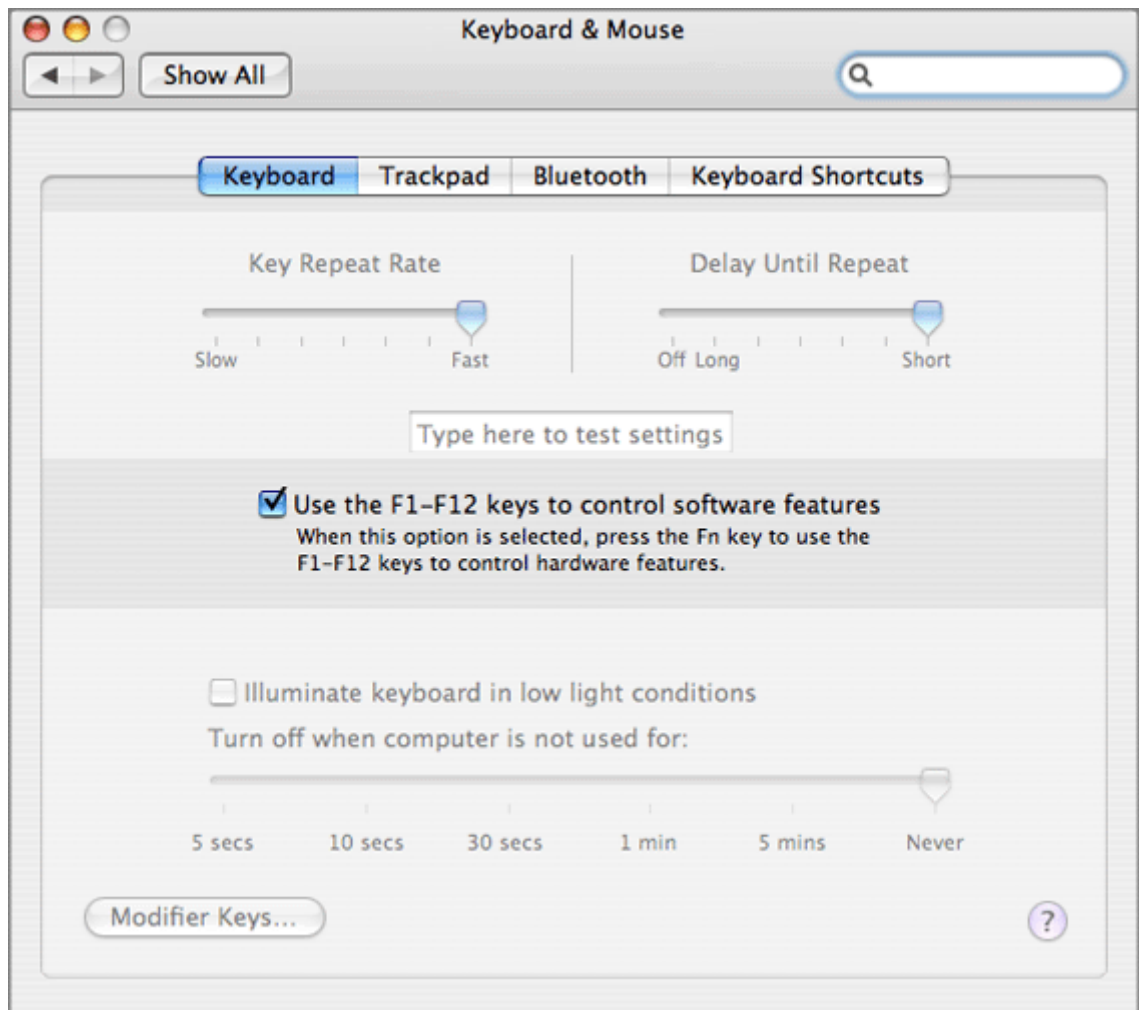 Keyboard & Mouse
Show All
Keyboard Trackpad Bluetooth Keyboard Shortcuts
Key Repeat Rate Delay Until Repeat
Slow Fast Off Long Short
Type here to test settings
Use the F1–F12 keys to control software features
When this option is selected, press the Fn key to use the
F1–F12 keys to control hardware features.
Illuminate keyboard in low light conditions
Turn off when computer is not used for:
5 secs 10 secs 30 secs 1 min 5 mins Never
Modifier Keys... ?